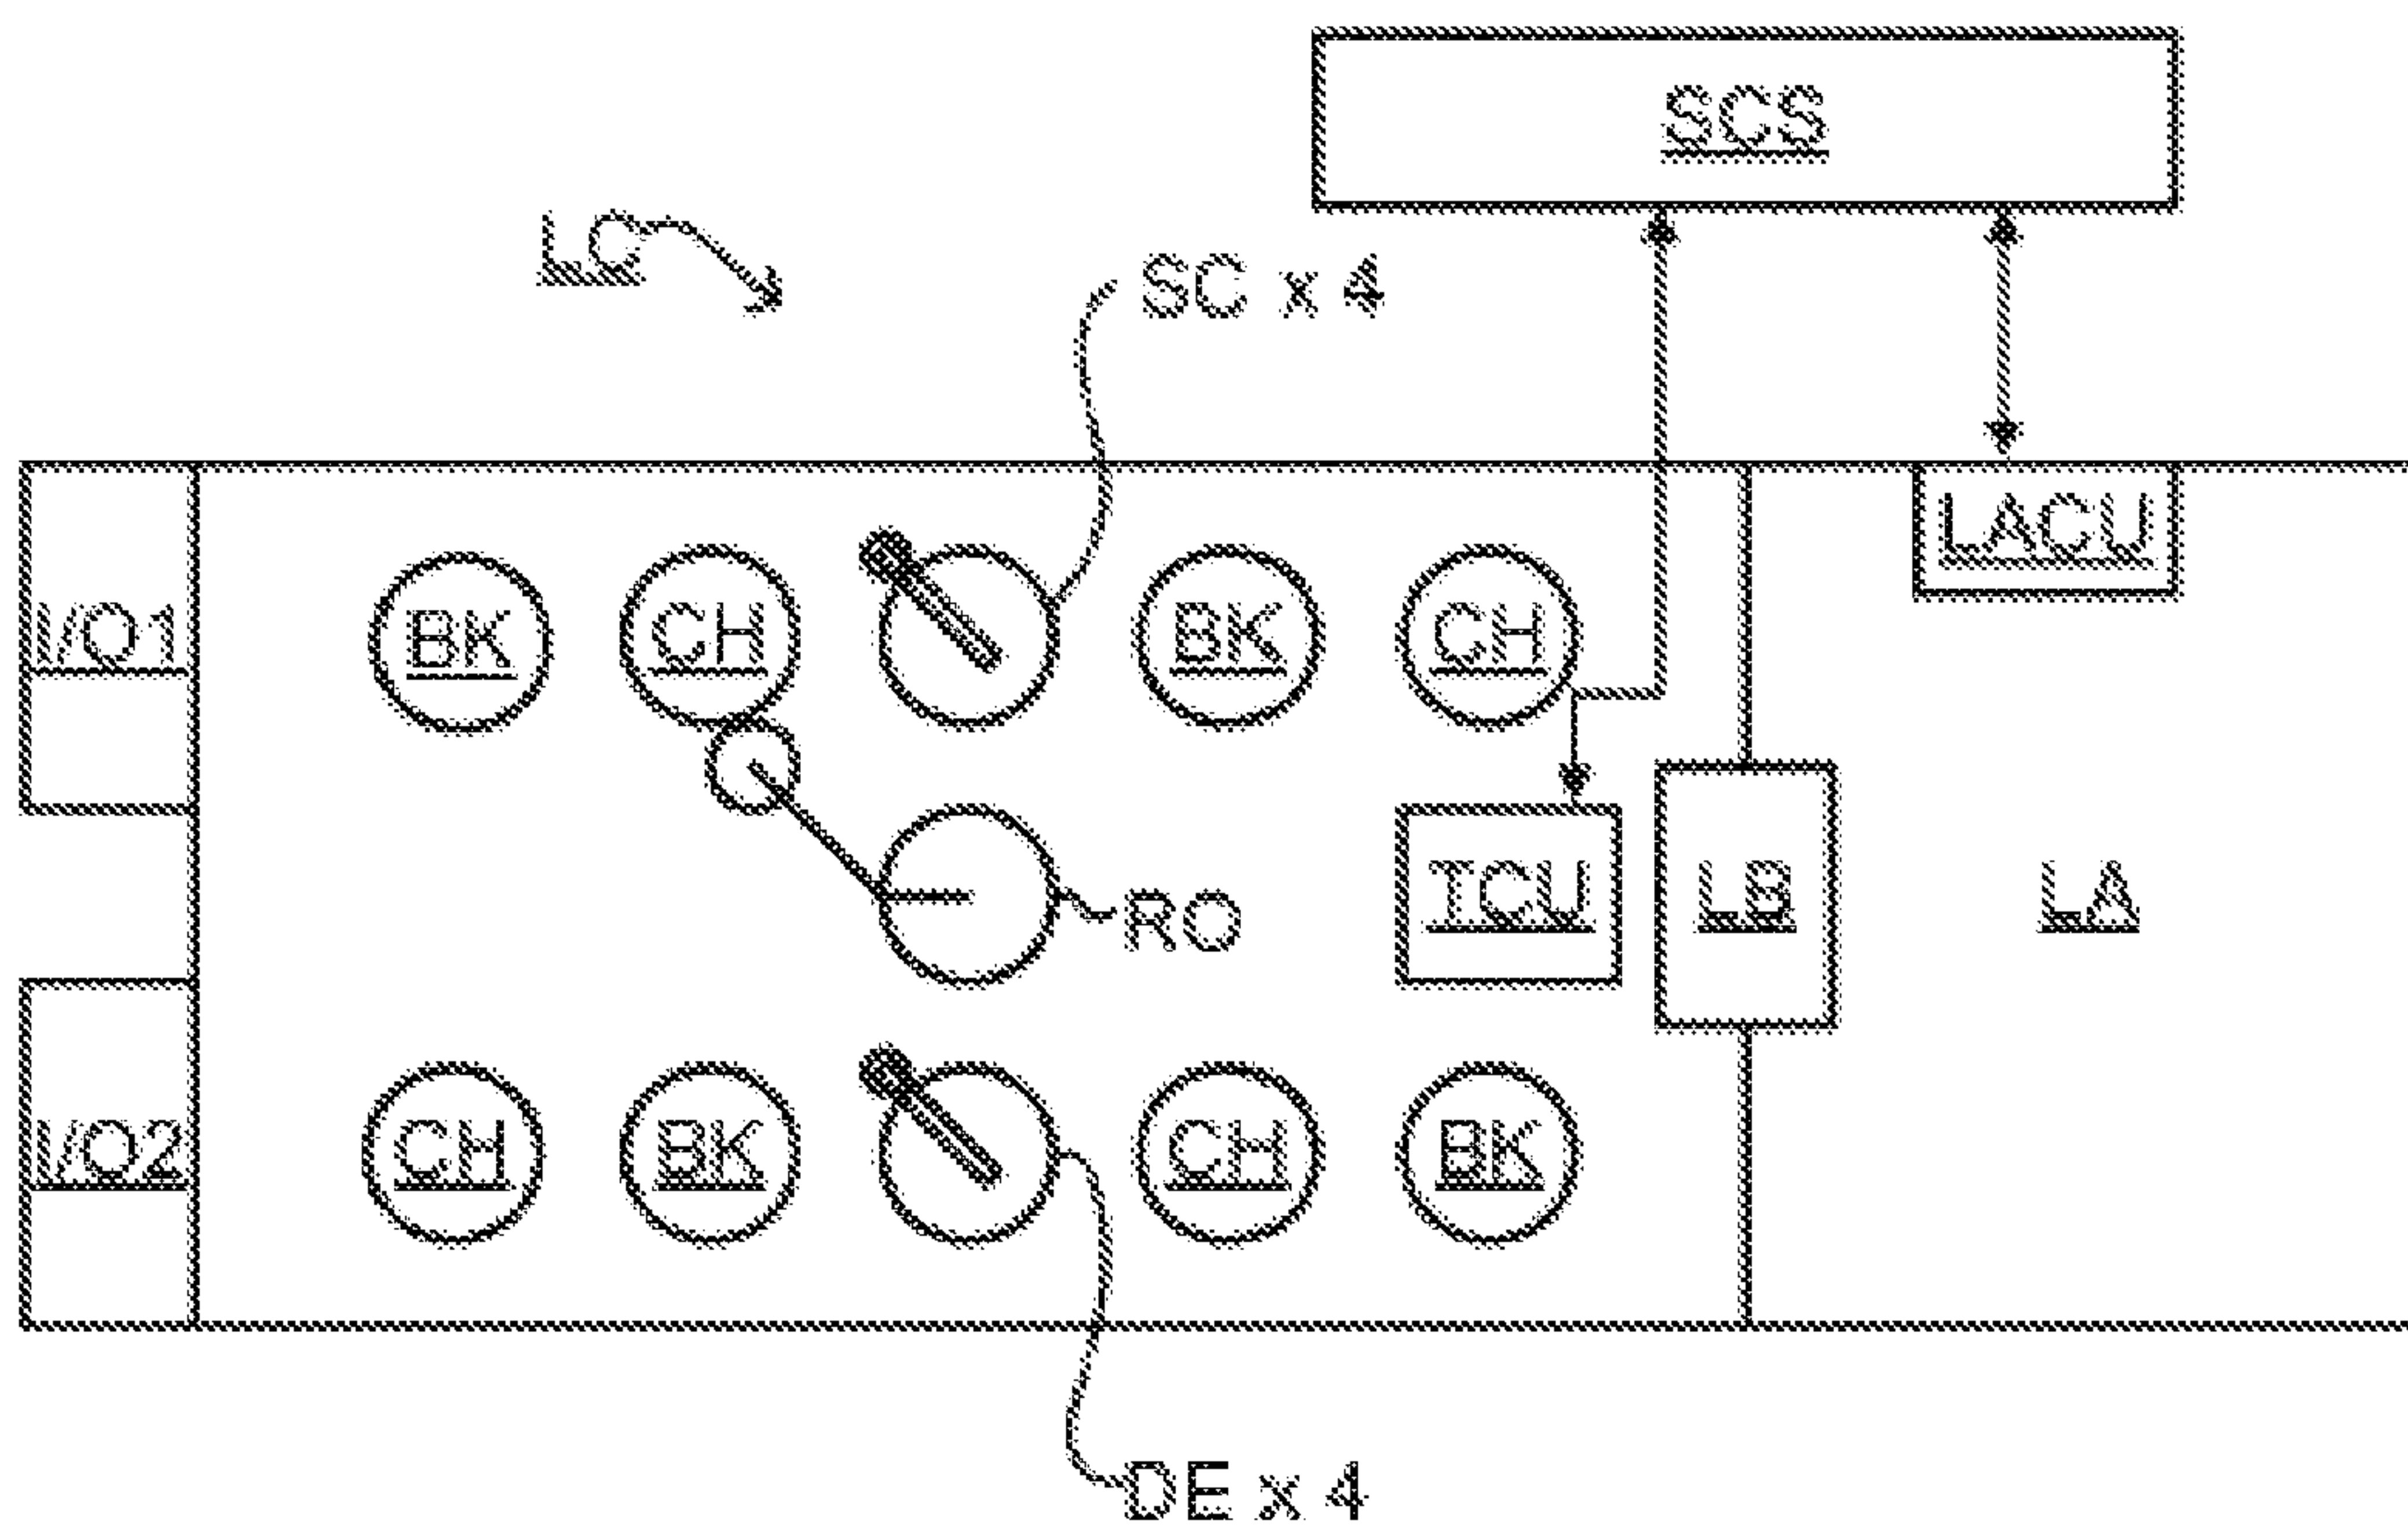 SCS
LC
SC x 4
LACU
I/O1
BK
CH
BK
CH
RO
TCU
LB
LA
I/O2
CH
BK
CH
BK
DE x 4